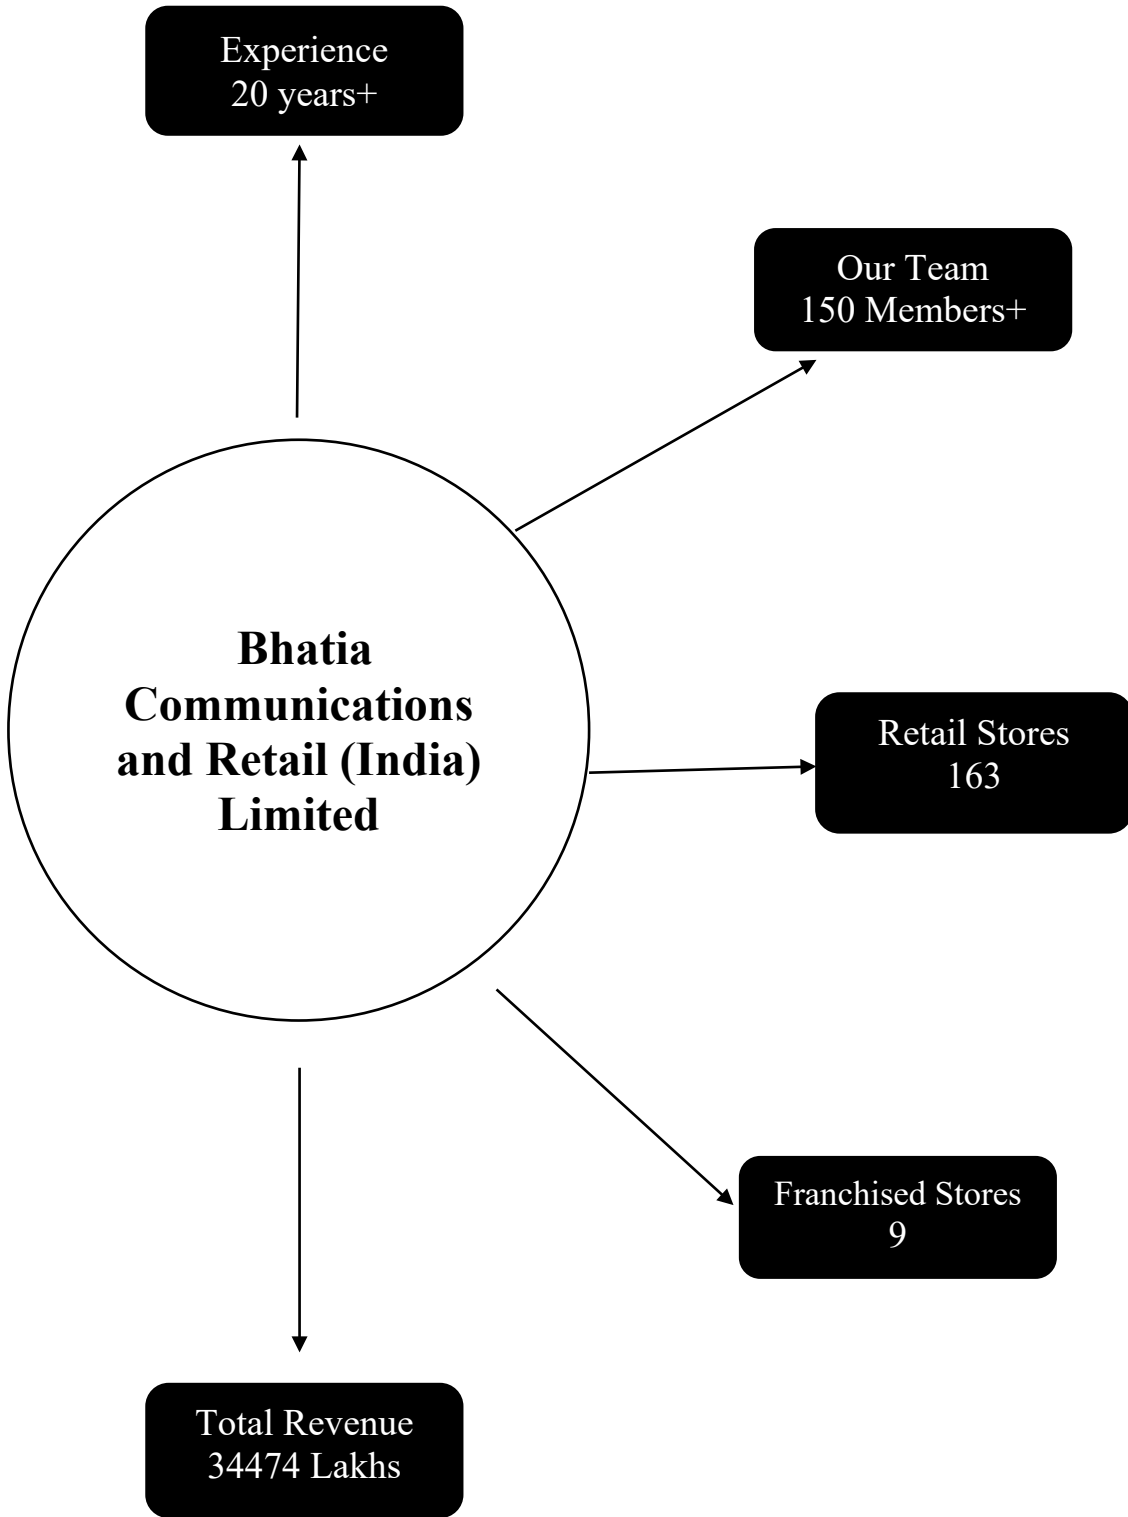 Experience
20 years+
Our Team
150 Members+
Bhatia
Communications
and Retail (India)
Limited
Retail Stores
163
Franchised Stores
9
Total Revenue
34474 Lakhs